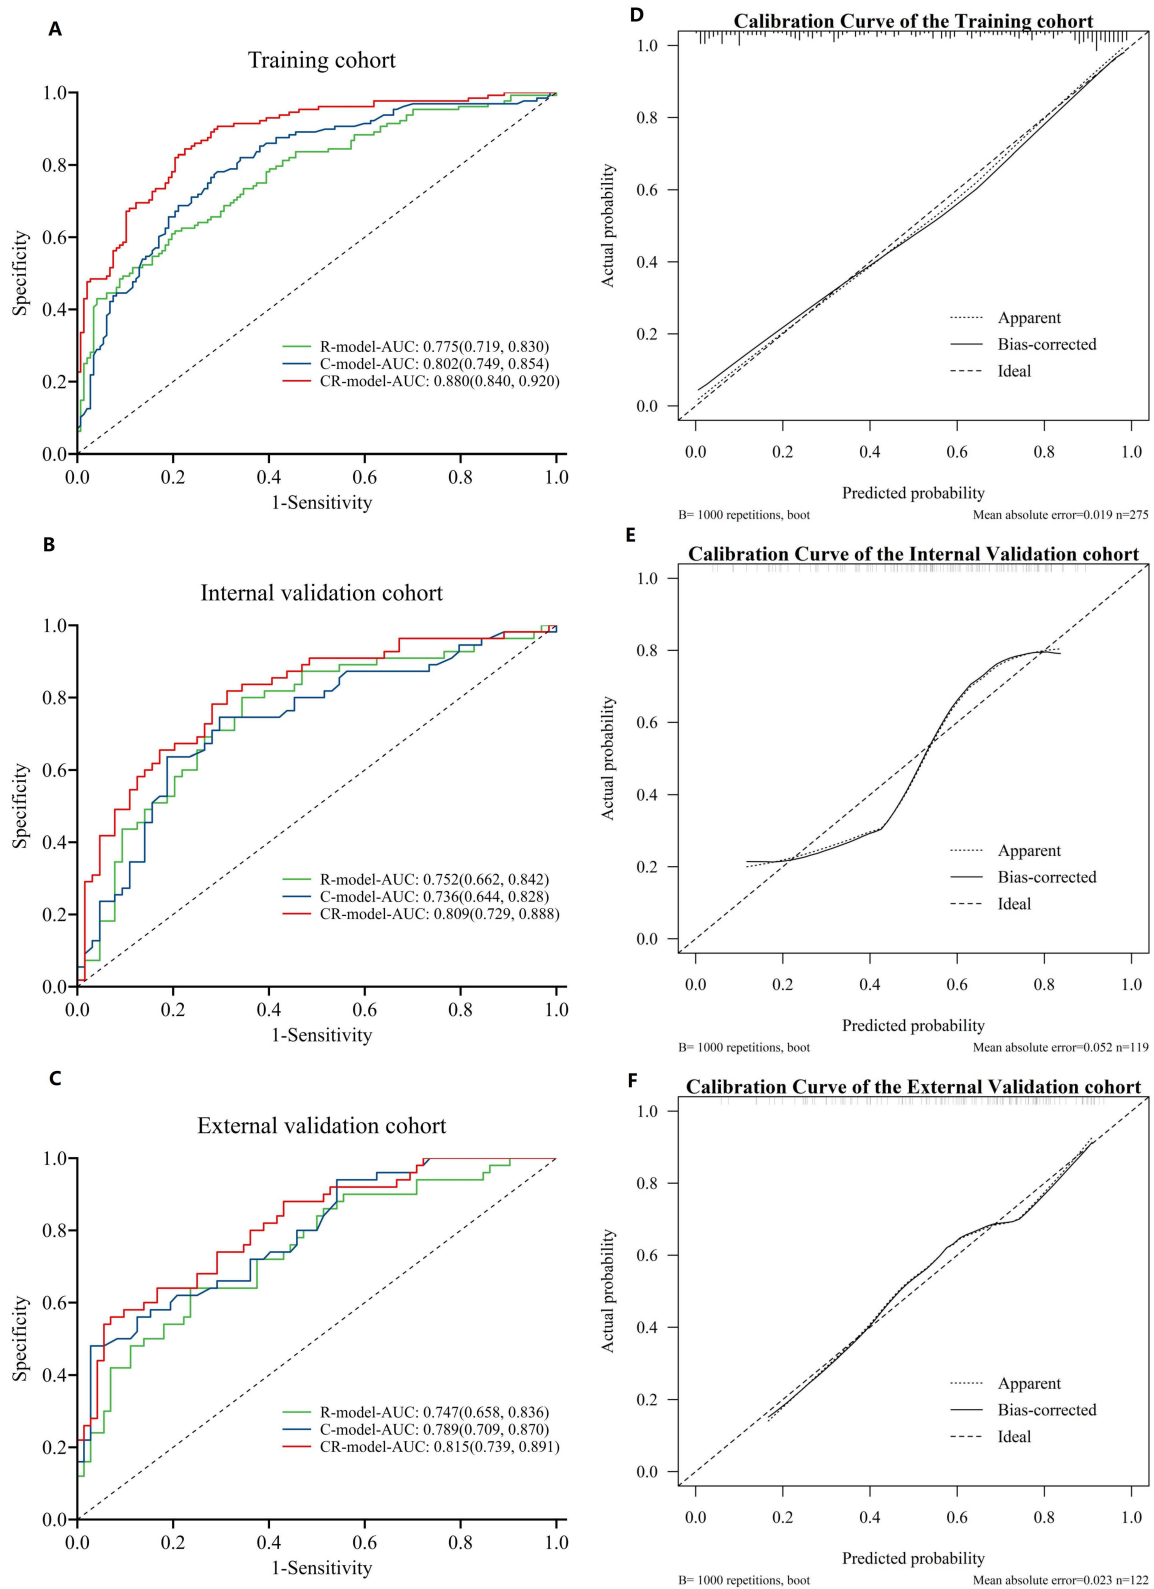 A
Training cohort
Specificity
1.0
0.8
0.6
0.4
0.2
0.0
R-model-AUC: 0.775(0.719, 0.830)
C-model-AUC: 0.802(0.749, 0.854)
CR-model-AUC: 0.880(0.840, 0.920)
0.0 0.2 0.4 0.6 0.8 1.0
1-Sensitivity
D
Calibration Curve of the Training cohort
Actual probability
1.0
0.8
0.6
0.4
0.2
0.0
Apparent
Bias-corrected
Ideal
0.0 0.2 0.4 0.6 0.8 1.0
Predicted probability
B= 1000 repetitions, boot Mean absolute error=0.019 n=275
B
Internal validation cohort
Specificity
1.0
0.8
0.6
0.4
0.2
0.0
R-model-AUC: 0.752(0.662, 0.842)
C-model-AUC: 0.736(0.644, 0.828)
CR-model-AUC: 0.809(0.729, 0.888)
0.0 0.2 0.4 0.6 0.8 1.0
1-Sensitivity
E
Calibration Curve of the Internal Validation cohort
Actual probability
1.0
0.8
0.6
0.4
0.2
0.0
Apparent
Bias-corrected
Ideal
0.0 0.2 0.4 0.6 0.8 1.0
Predicted probability
B= 1000 repetitions, boot Mean absolute error=0.052 n=119
C
External validation cohort
Specificity
1.0
0.8
0.6
0.4
0.2
0.0
R-model-AUC: 0.747(0.658, 0.836)
C-model-AUC: 0.789(0.709, 0.870)
CR-model-AUC: 0.815(0.739, 0.891)
0.0 0.2 0.4 0.6 0.8 1.0
1-Sensitivity
F
Calibration Curve of the External Validation cohort
Actual probability
1.0
0.8
0.6
0.4
0.2
0.0
Apparent
Bias-corrected
Ideal
0.0 0.2 0.4 0.6 0.8 1.0
Predicted probability
B= 1000 repetitions, boot Mean absolute error=0.023 n=122